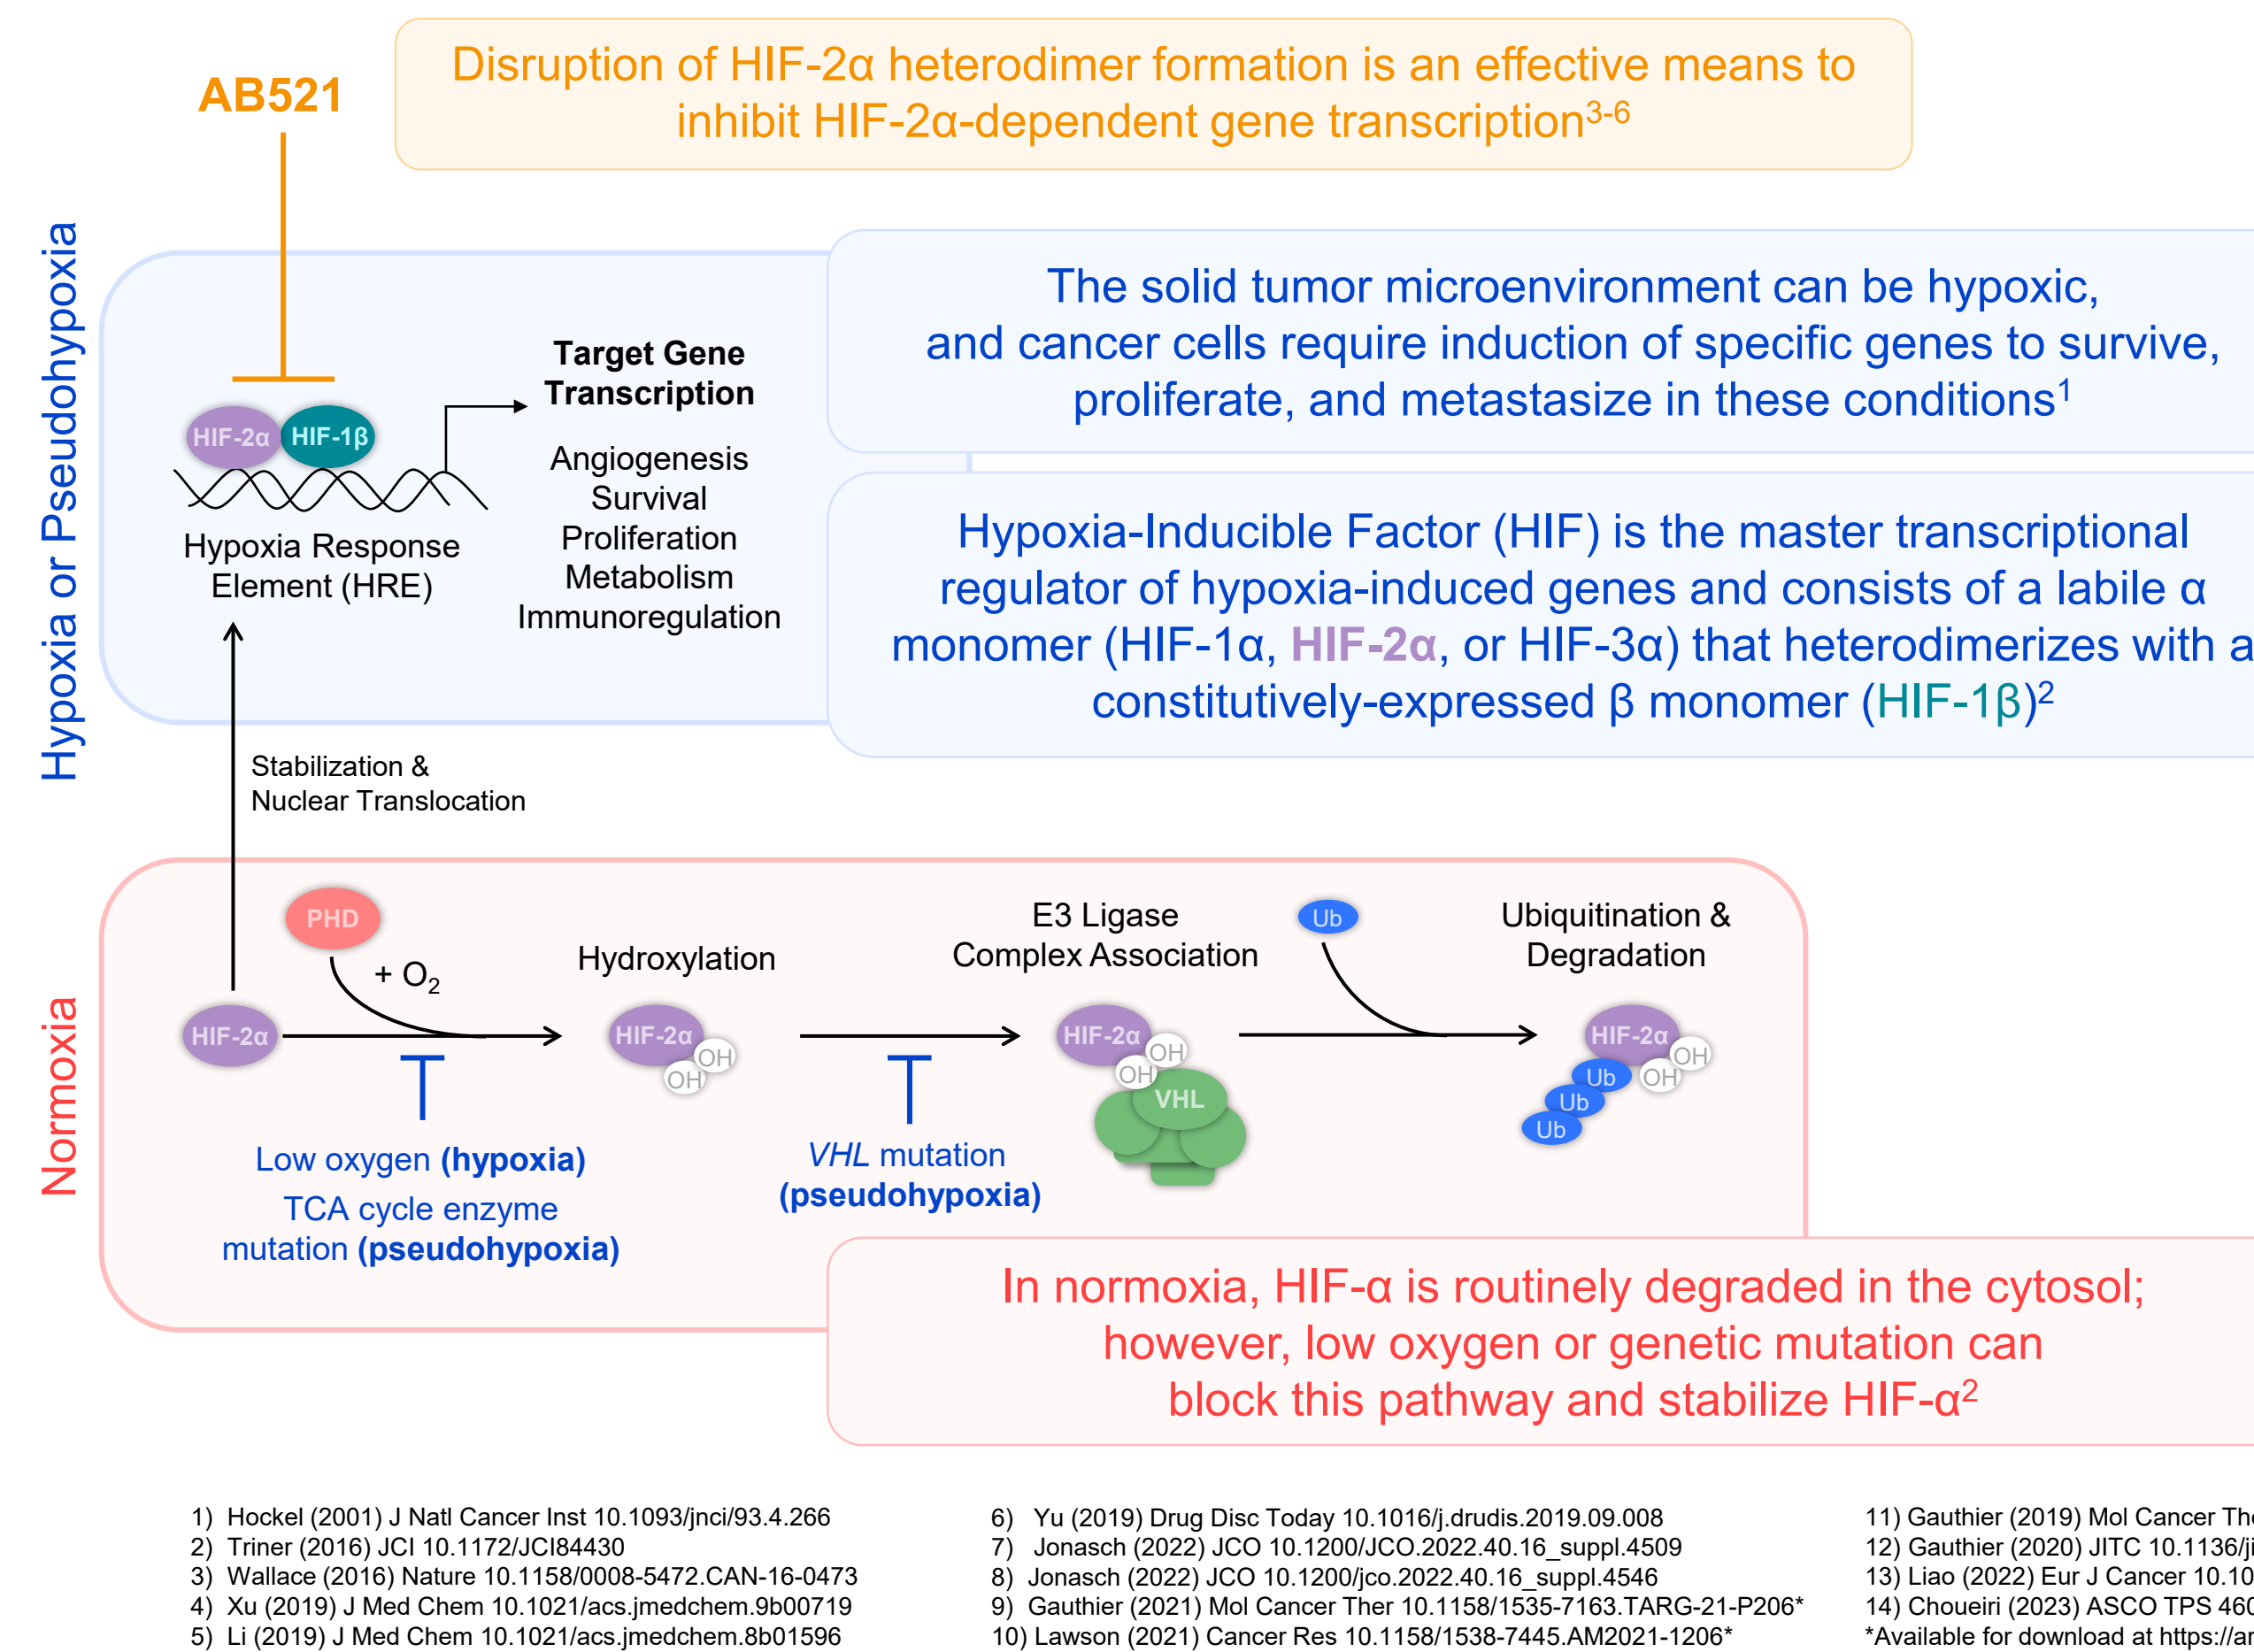 AB521
Disruption of HIF-2α heterodimer formation is an effective means to
inhibit HIF-2α-dependent gene transcription3-6
Hypoxia or Pseudohypoxia
The solid tumor microenvironment can be hypoxic,
and cancer cells require induction of specific genes to survive,
proliferate, and metastasize in these conditions1
Target Gene
Transcription
Angiogenesis
Survival
Proliferation
Metabolism
Immunoregulation
HIF-2α HIF-1β
Hypoxia Response
Element (HRE)
Hypoxia-Inducible Factor (HIF) is the master transcriptional
regulator of hypoxia-induced genes and consists of a labile α
monomer (HIF-1α, HIF-2α, or HIF-3α) that heterodimerizes with a
constitutively-expressed β monomer (HIF-1β)2
Stabilization &
Nuclear Translocation
Normoxia
PHD
+ O2
HIF-2α
Hydroxylation
HIF-2α
OH
OH
E3 Ligase
Complex Association
HIF-2α
OH
OH
VHL
Ub
Ubiquitination &
Degradation
HIF-2α
OH
OH
Ub
Ub
Ub
Low oxygen (hypoxia)
TCA cycle enzyme
mutation (pseudohypoxia)
VHL mutation
(pseudohypoxia)
In normoxia, HIF-α is routinely degraded in the cytosol;
however, low oxygen or genetic mutation can
block this pathway and stabilize HIF-α2
1) Hockel (2001) J Natl Cancer Inst 10.1093/jnci/93.4.266
2) Triner (2016) JCI 10.1172/JCI84430
3) Wallace (2016) Nature 10.1158/0008-5472.CAN-16-0473
4) Xu (2019) J Med Chem 10.1021/acs.jmedchem.9b00719
5) Li (2019) J Med Chem 10.1021/acs.jmedchem.8b01596
6) Yu (2019) Drug Disc Today 10.1016/j.drudis.2019.09.008
7) Jonasch (2022) JCO 10.1200/JCO.2022.40.16_suppl.4509
8) Jonasch (2022) JCO 10.1200/jco.2022.40.16_suppl.4546
9) Gauthier (2021) Mol Cancer Ther 10.1158/1535-7163.TARG-21-P206*
10) Lawson (2021) Cancer Res 10.1158/1538-7445.AM2021-1206*
11) Gauthier (2019) Mol Cancer
12) Gauthier (2020) JITC
13) Liao (2022) Eur J Cancer
14) Choueiri (2023) ASCO TPS
*Available for download at